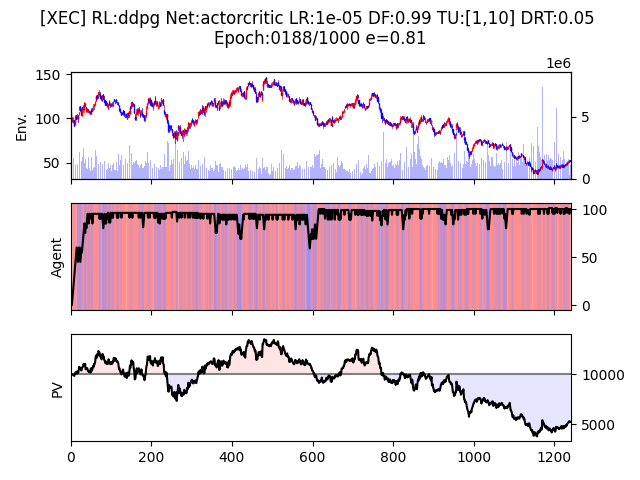 [XEC] RL:ddpg Net:actorcritic LR:1e-05 DF:0.99 TU:[1,10] DRT:0.05
Epoch:0188/1000 e=0.81
1e6
150
100
50
Env.
5
0
Agent
100
50
0
PV
10000
5000
0
200
400
600
800
1000
1200